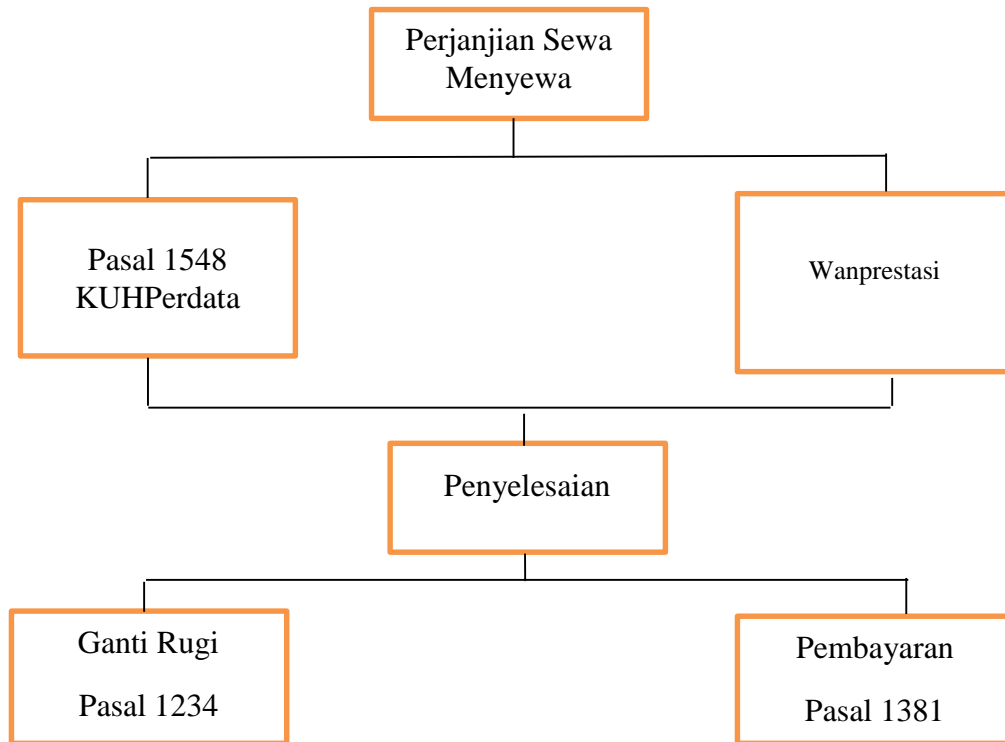 Perjanjian Sewa
Menyewa
Pasal 1548
KUHPerdata
Wanprestasi
Penyelesaian
Ganti Rugi
Pasal 1234
Pembayaran
Pasal 1381